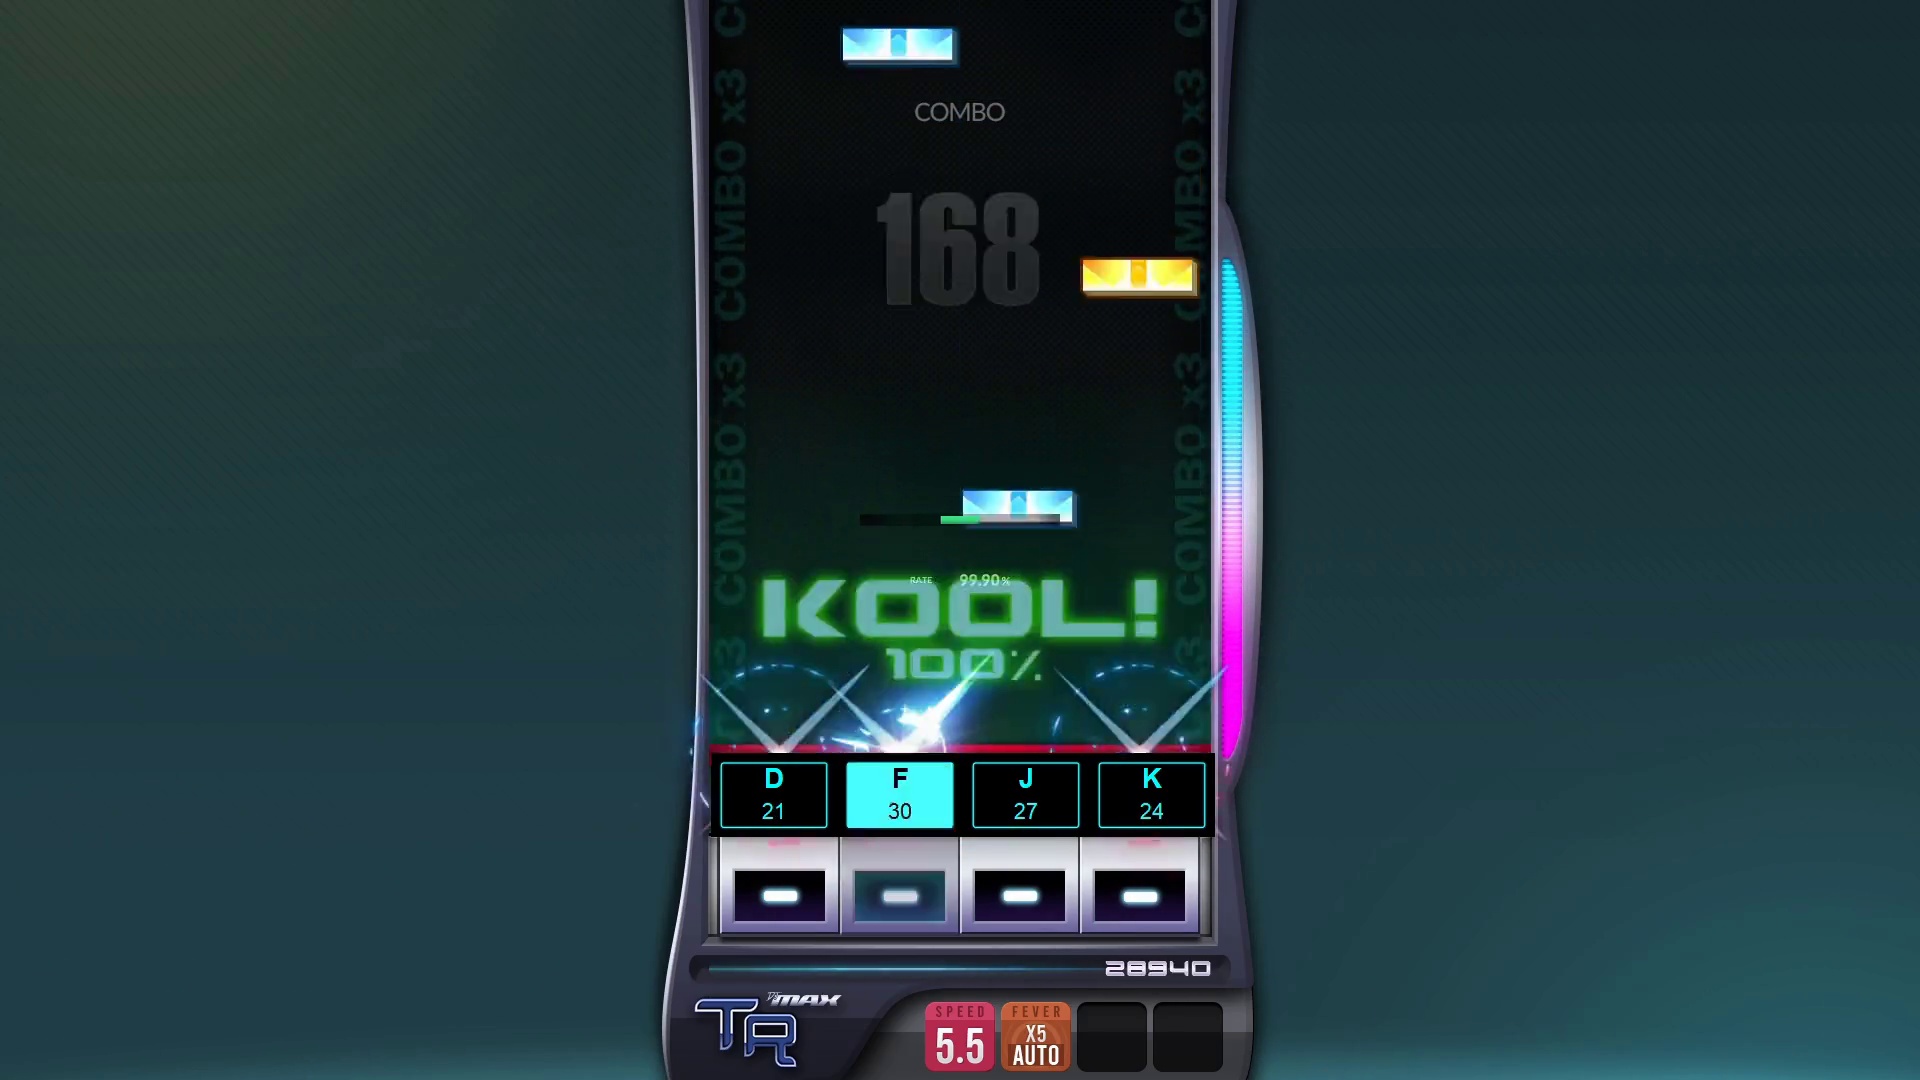 COMBO x3
COMBO x3
COMBO x3
COMBO x3
COMBO
168
RATE 99.90%
KOOL!
100%
D F J K
21 30 27 24
28940
MAX
TR
SPEED
5.5
FEVER
X5
AUTO